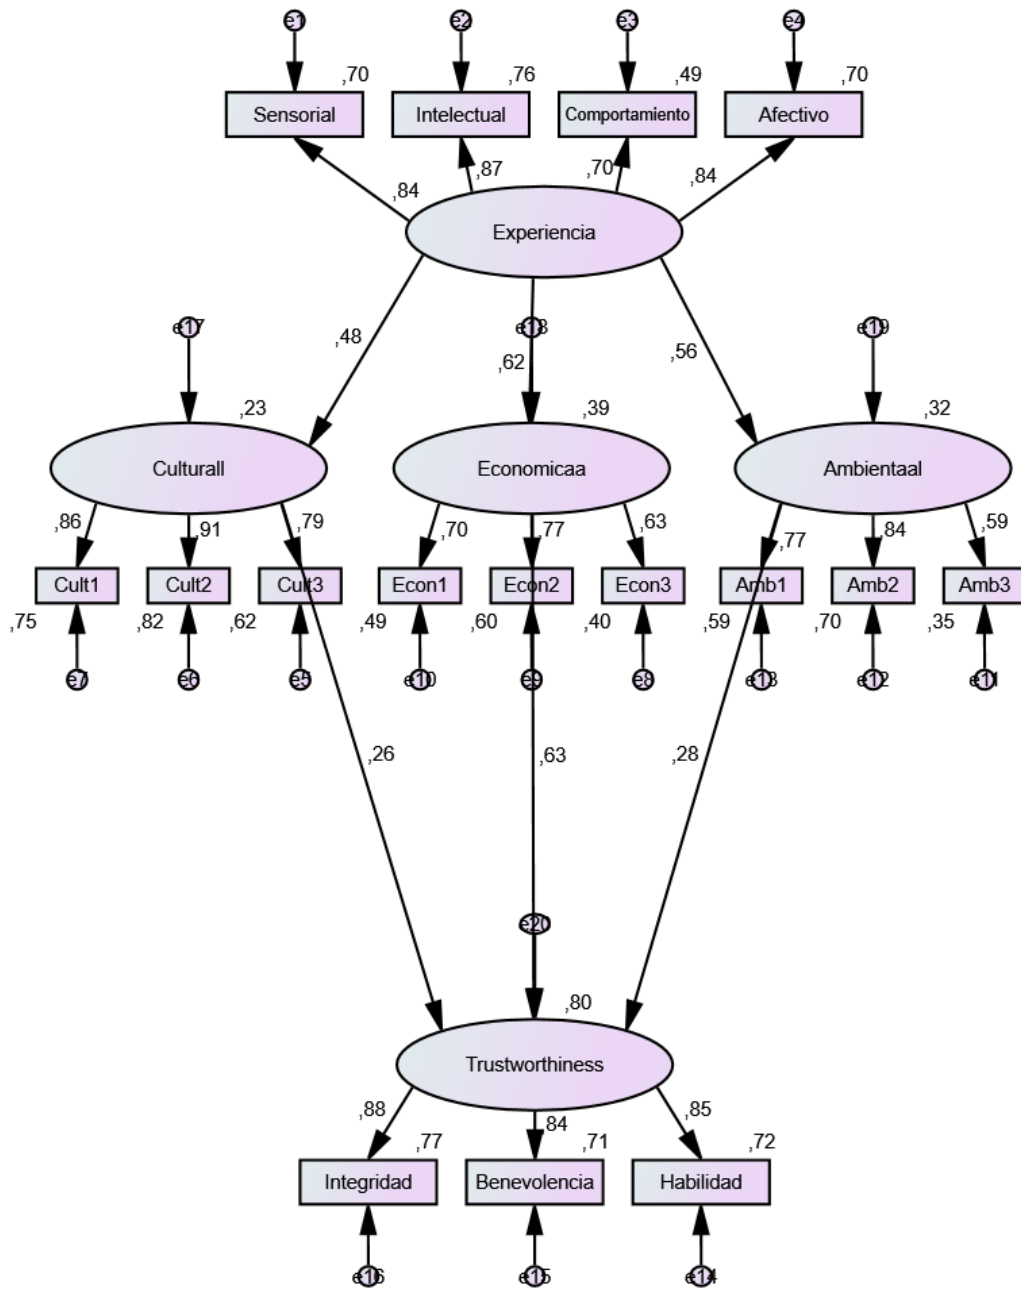 e1 e2 e3 e4
,70 ,76 ,49 ,70
Sensorial Intelectual Comportamiento Afectivo
,84 ,87 ,70 ,84
Experiencia
e17 e18 e19
,48 ,62 ,56
,23 ,39 ,32
Culturall Economicaa Ambientaal
,86 ,91 ,79 ,70 ,77 ,63 ,77 ,84 ,59
Cult1 Cult2 Cult3 Econ1 Econ2 Econ3 Amb1 Amb2 Amb3
,75 ,82 ,62 ,49 ,60 ,40 ,59 ,70 ,35
e7 e6 e5 e10 e9 e8 e13 e12 e11
,26 ,63 ,28
e20
,80
Trustworthiness
,88 ,84 ,85
,77 ,71 ,72
Integridad Benevolencia Habilidad
e16 e15 e14